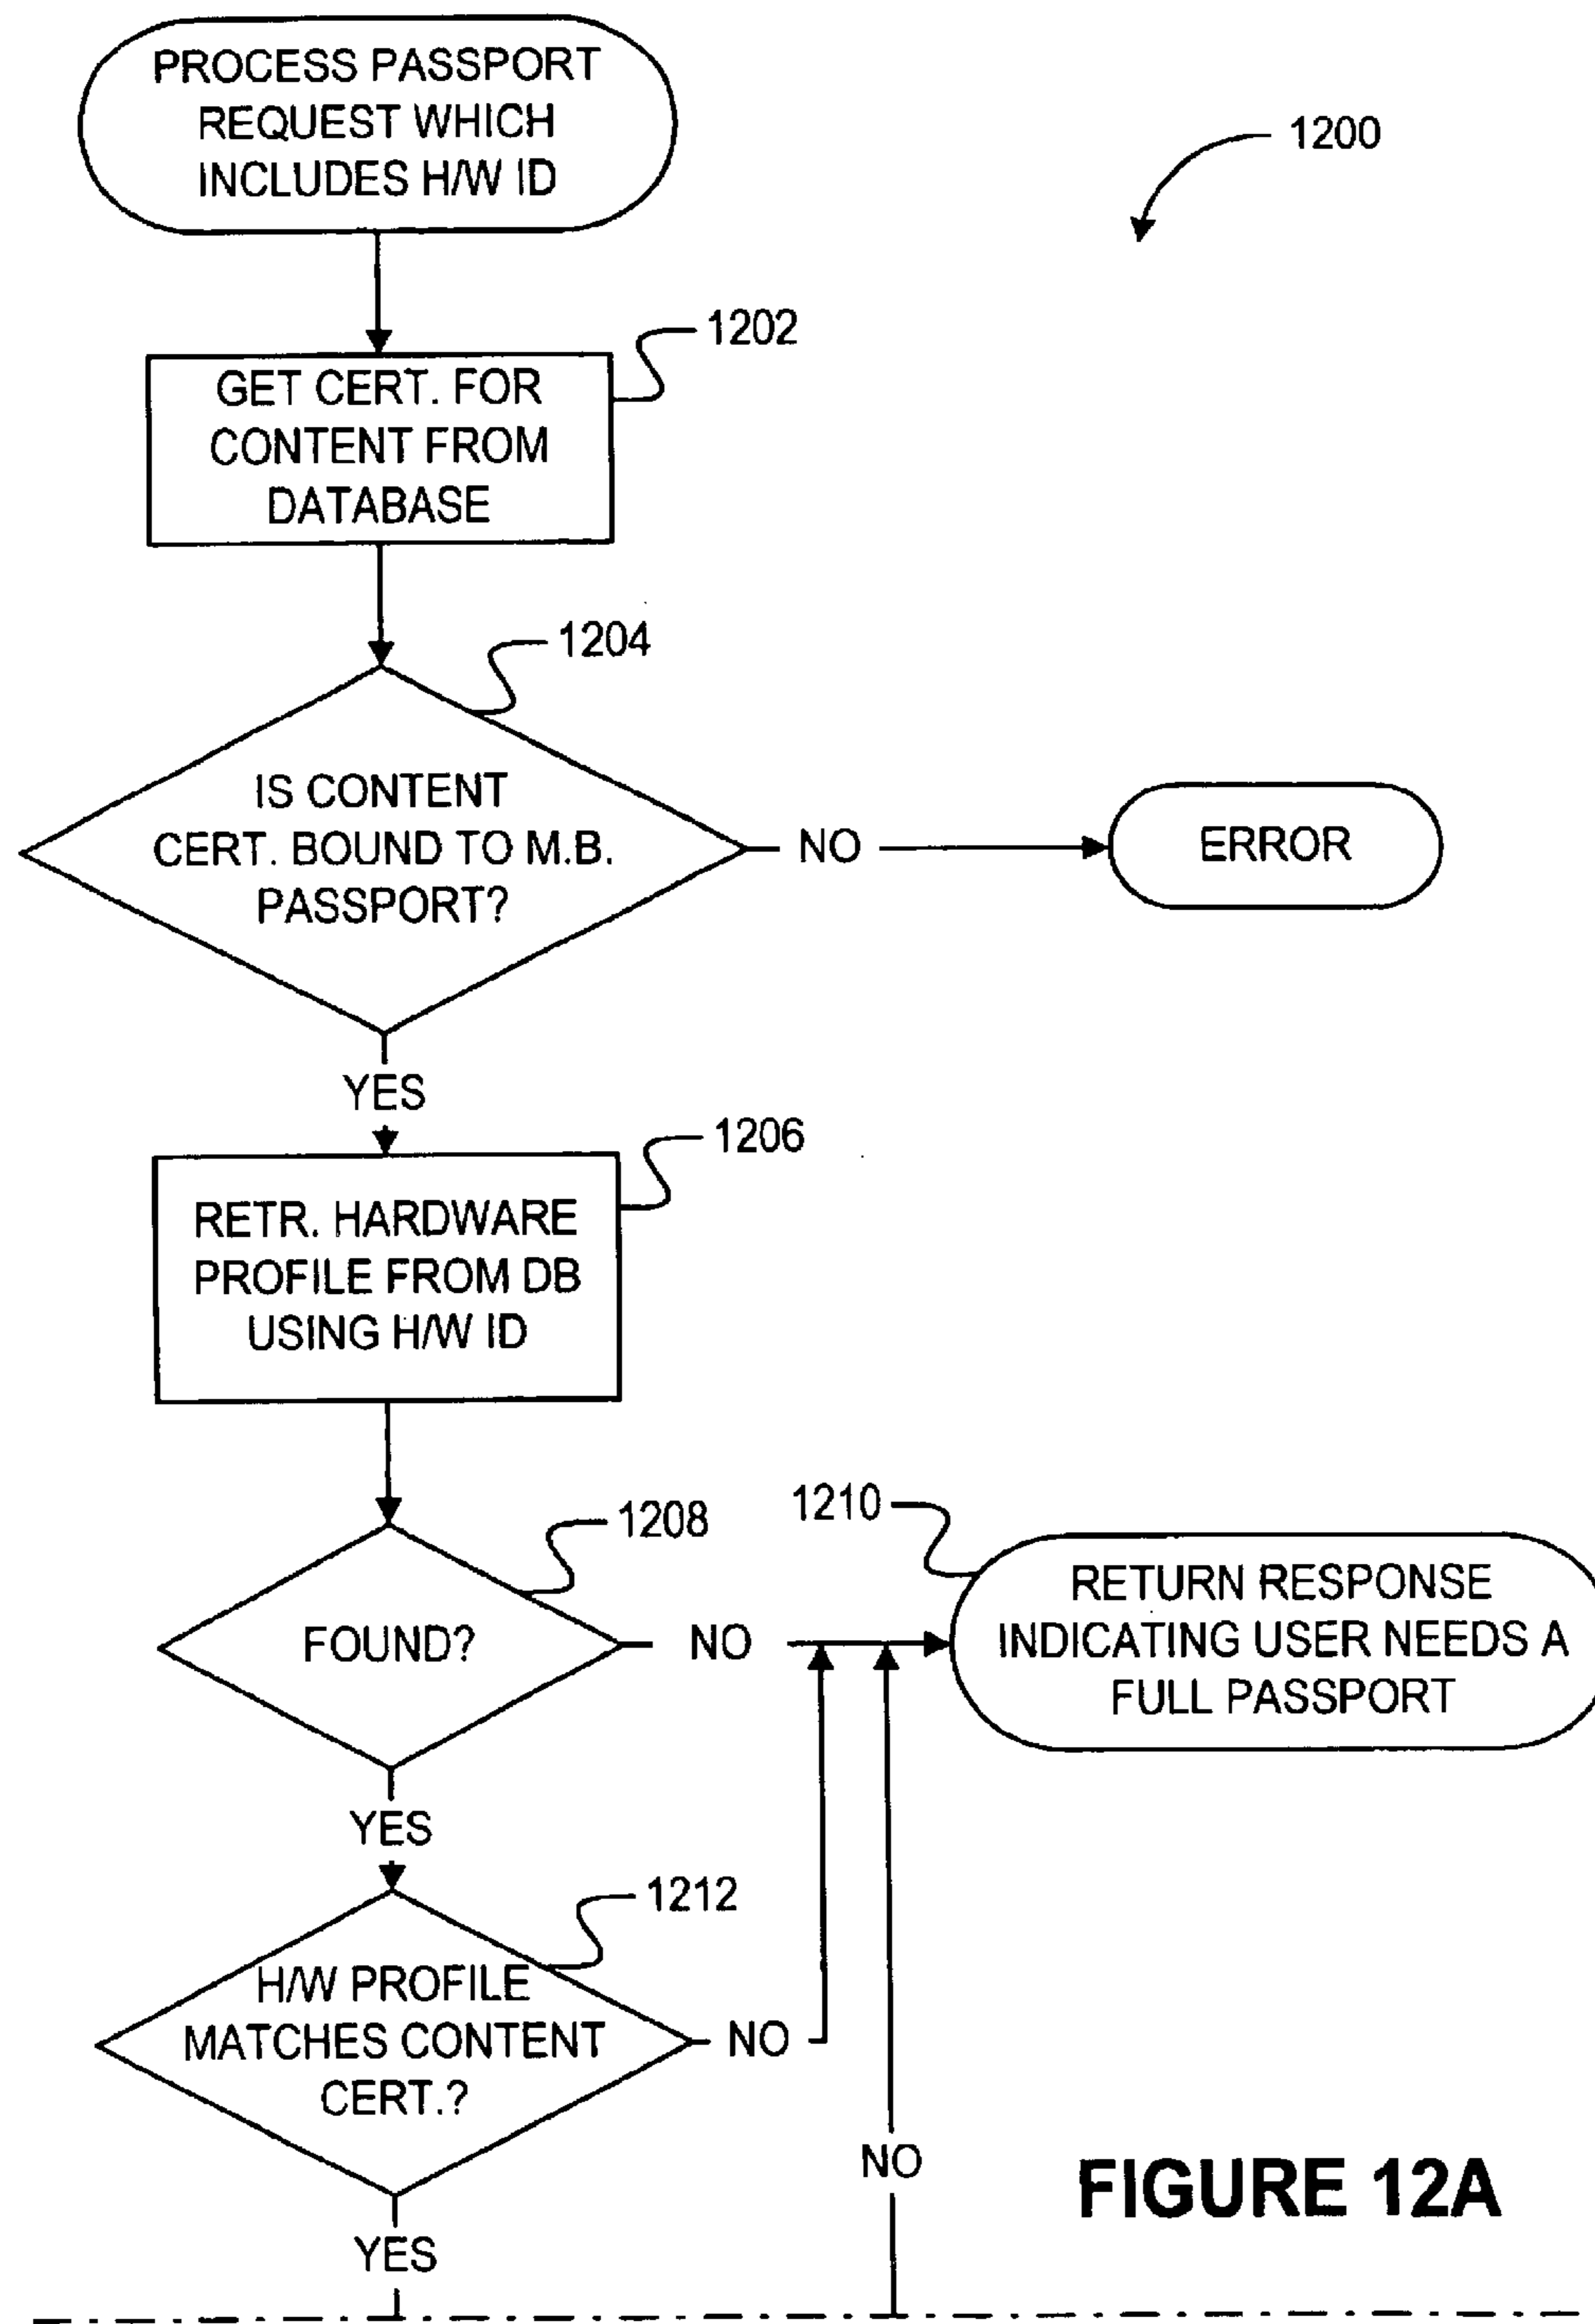 PROCESS PASSPORT
REQUEST WHICH
INCLUDES H/W ID
1200
1202
GET CERT. FOR
CONTENT FROM
DATABASE
1204
IS CONTENT
CERT. BOUND TO M.B.
PASSPORT?
NO
ERROR
YES
1206
RETR. HARDWARE
PROFILE FROM DB
USING H/W ID
1208
FOUND?
NO
1210
RETURN RESPONSE
INDICATING USER NEEDS A
FULL PASSPORT
YES
1212
H/W PROFILE
MATCHES CONTENT
CERT.?
NO
NO
YES
FIGURE 12A